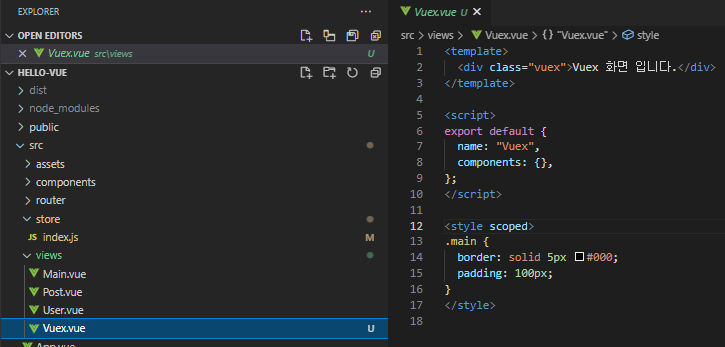 EXPLORER
OPEN EDITORS
Vuex.vue src\views U
HELLO-VUE
dist
node_modules
public
src
assets
components
router
store
JS index.js M
views
Main.vue
Post.vue
User.vue
Vuex.vue U
App.vue
Vuex.vue U
src > views > Vuex.vue > {} "Vuex.vue" > style
1 <template>
2 <div class="vuex">Vuex 화면 입니다.</div>
3 </template>
4
5 <script>
6 export default {
7 name: "Vuex",
8 components: {},
9 };
10 </script>
11
12 <style scoped>
13 .main {
14 border: solid 5px #000;
15 padding: 100px;
16 }
17 </style>
18